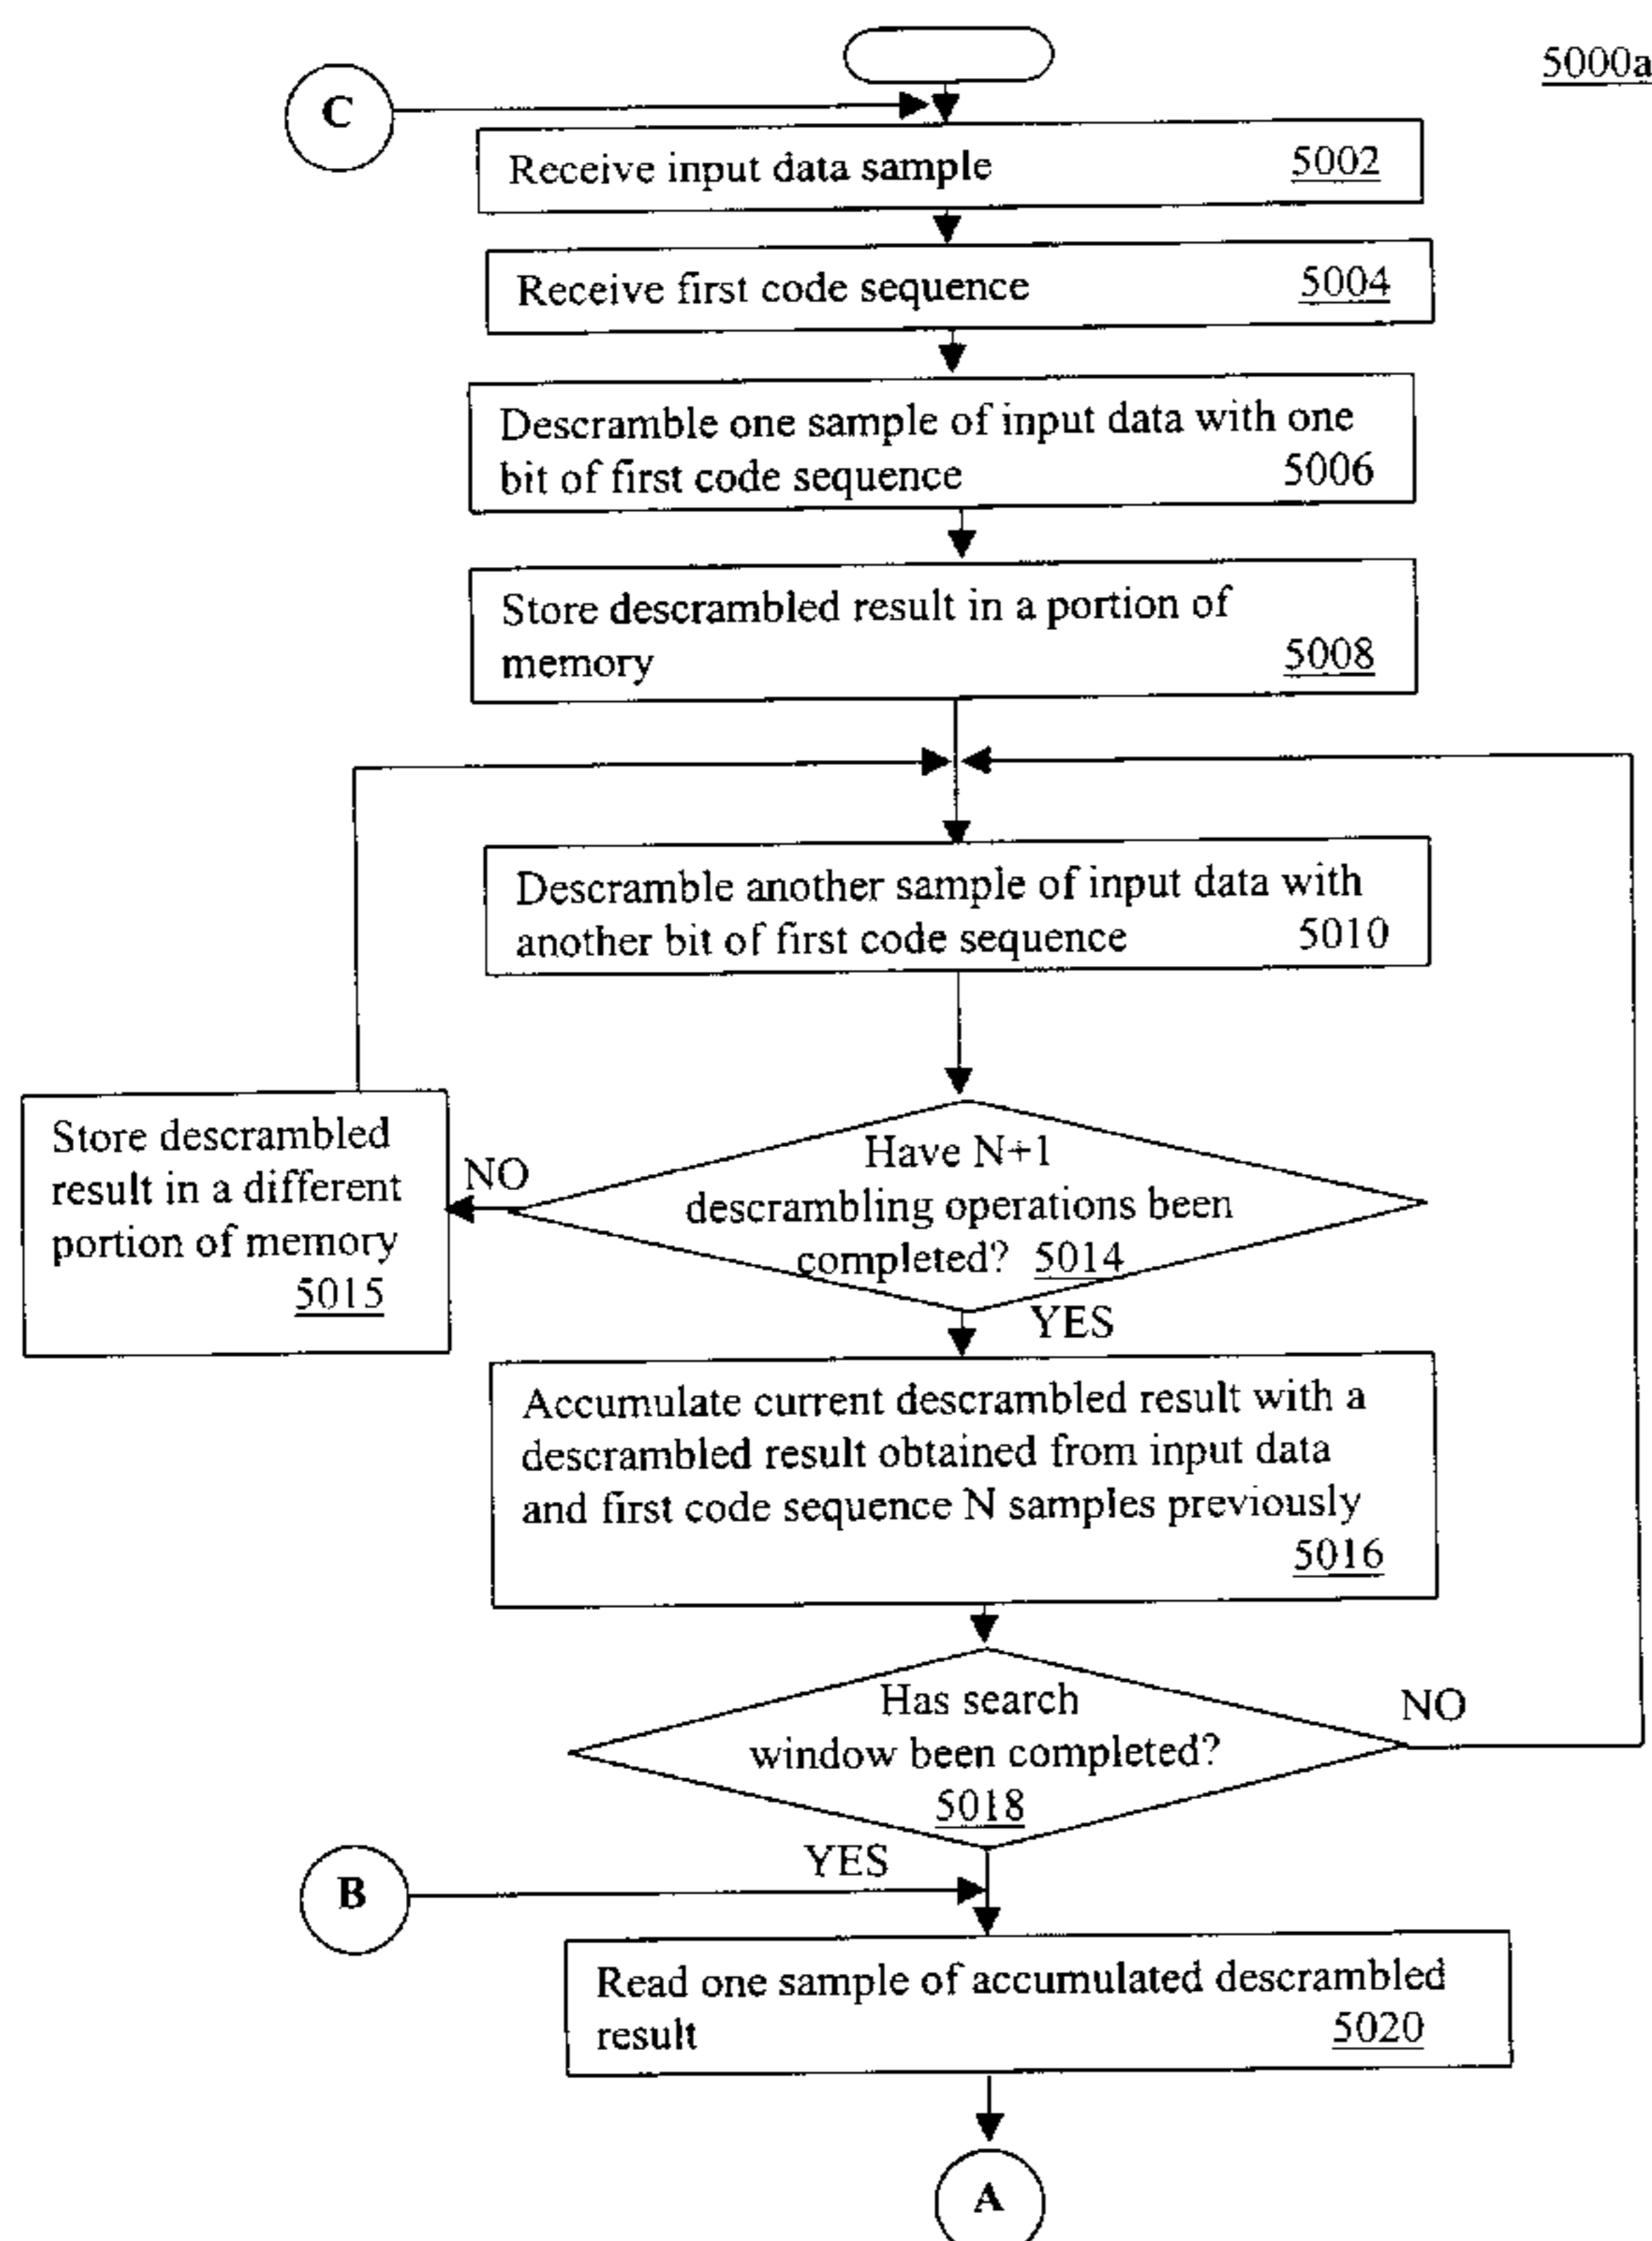 5000a
C
Receive input data sample 5002
Receive first code sequence 5004
Descramble one sample of input data with one
bit of first code sequence 5006
Store descrambled result in a portion of
memory 5008
Descramble another sample of input data with
another bit of first code sequence 5010
Store descrambled
result in a different
portion of memory
5015
NO
Have N+1
descrambling operations been
completed? 5014
YES
Accumulate current descrambled result with a
descrambled result obtained from input data
and first code sequence N samples previously
5016
Has search
window been completed?
5018
NO
YES
B
Read one sample of accumulated descrambled
result 5020
A